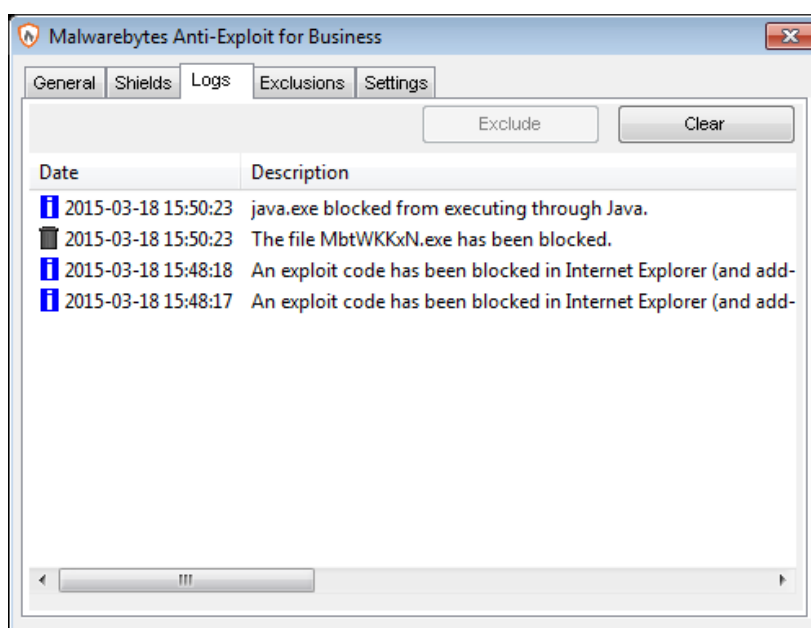 Malwarebytes Anti-Exploit for Business
General Shields Logs Exclusions Settings
Exclude Clear
Date Description
2015-03-18 15:50:23 java.exe blocked from executing through Java.
2015-03-18 15:50:23 The file MbtWKKxN.exe has been blocked.
2015-03-18 15:48:18 An exploit code has been blocked in Internet Explorer (and add-
2015-03-18 15:48:17 An exploit code has been blocked in Internet Explorer (and add-